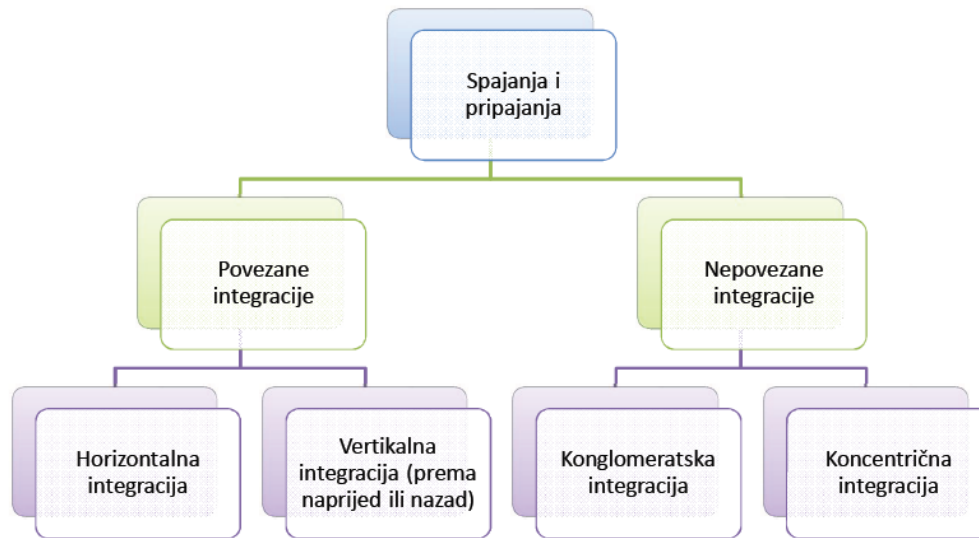 Spajanja i
pripajanja
Povezane
integracije
Nepovezane
integracije
Horizontalna
integracija
Vertikalna
integracija (prema
naprijed ili nazad)
Konglomeratska
integracija
Koncentrična
integracija